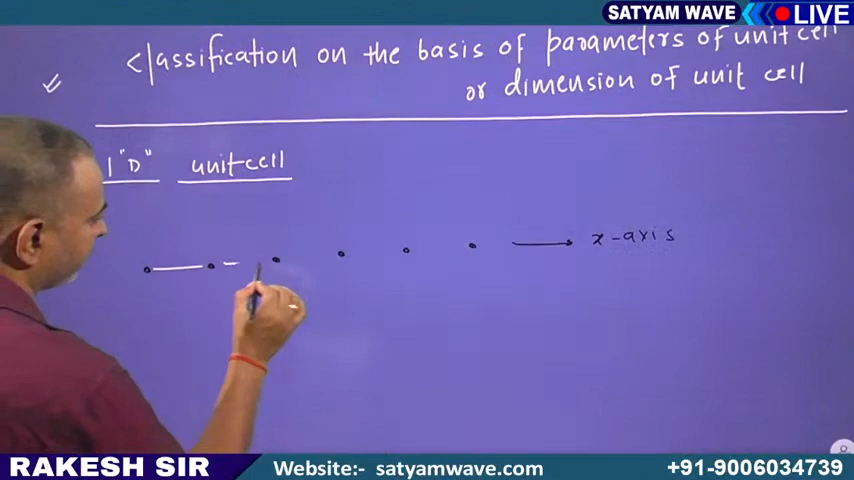 SATYAM WAVE LIVE
Classification on the basis of parameters of unit cell
or dimension of unit cell
1"D" unit cell
x-axis
RAKESH SIR Website:- satyamwave.com +91-9006034739